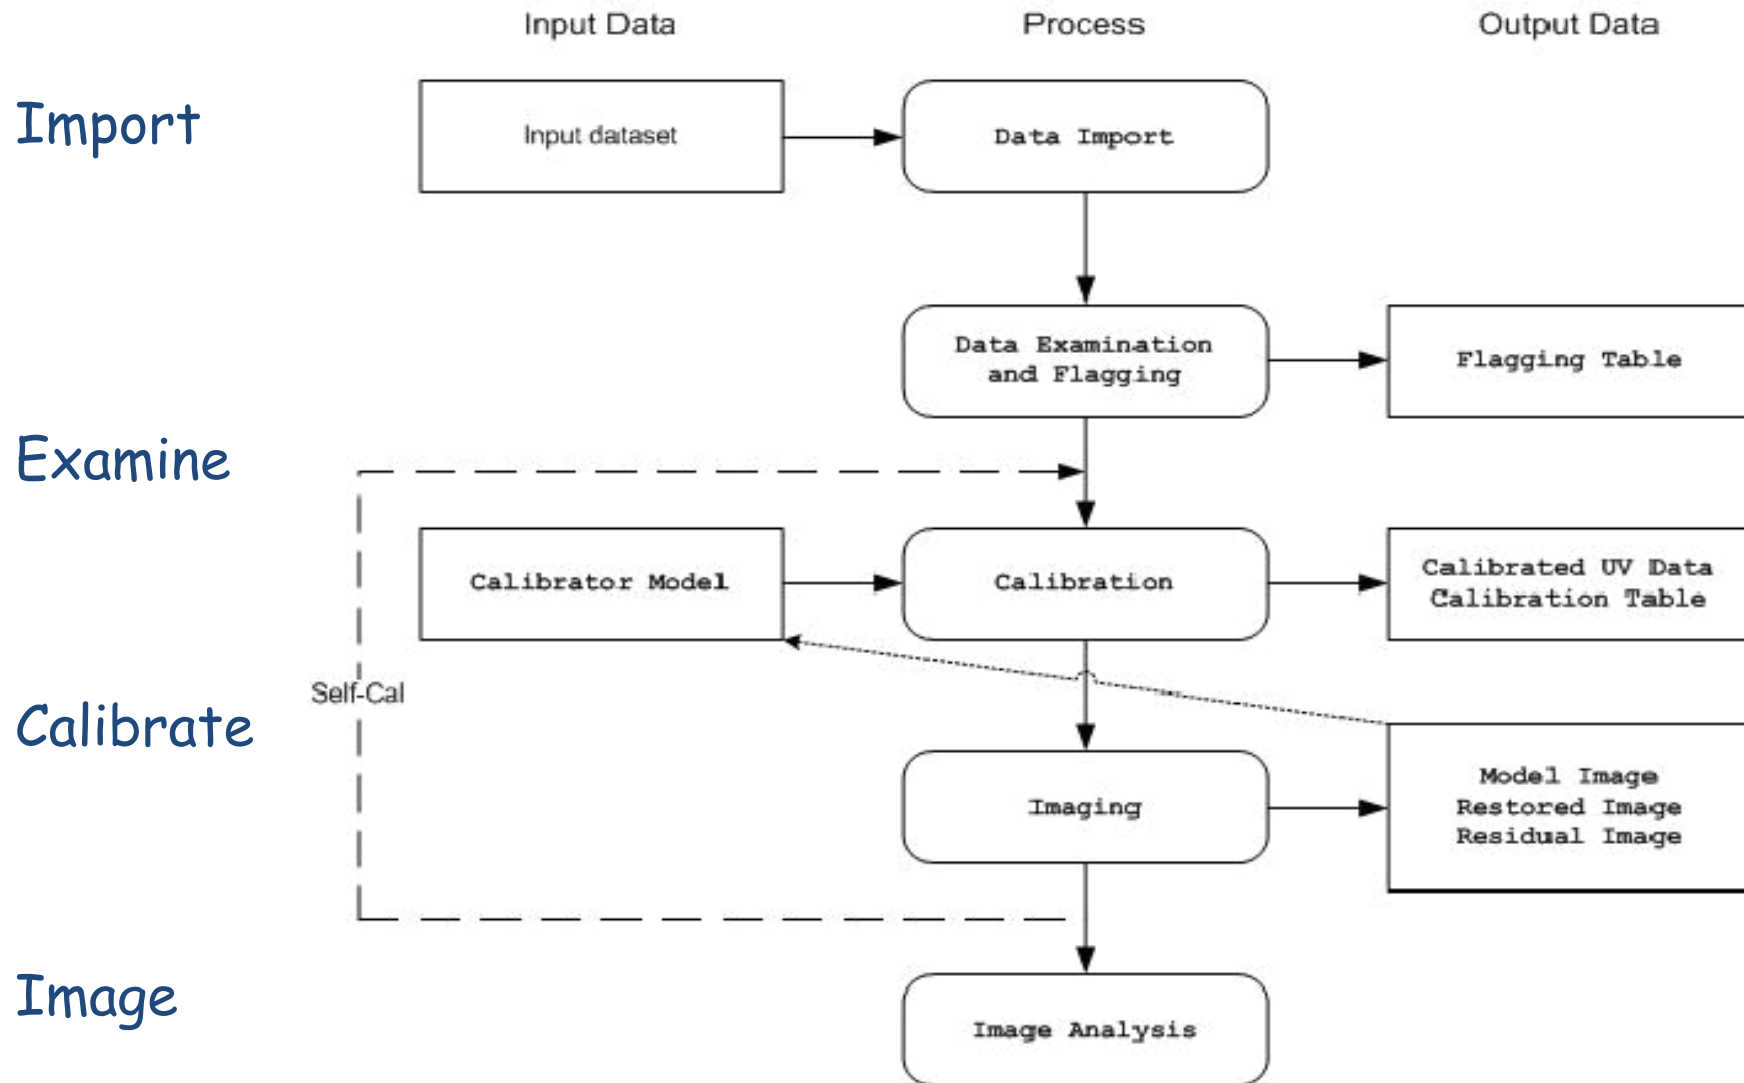 Input Data
Process
Output Data
Import
Input dataset
Data Import
Data Examination
and Flagging
Flagging Table
Examine
Calibrator Model
Calibration
Calibrated UV Data
Calibration Table
Self-Cal
Calibrate
Imaging
Model Image
Restored Image
Residual Image
Image
Image Analysis